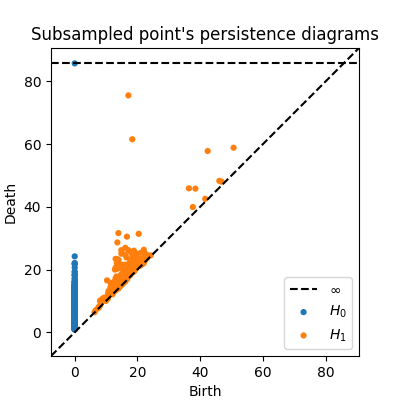 Subsampled point's persistence diagrams
Death
80
60
40
20
0
∞
H₀
H₁
0 20 40 60 80
Birth